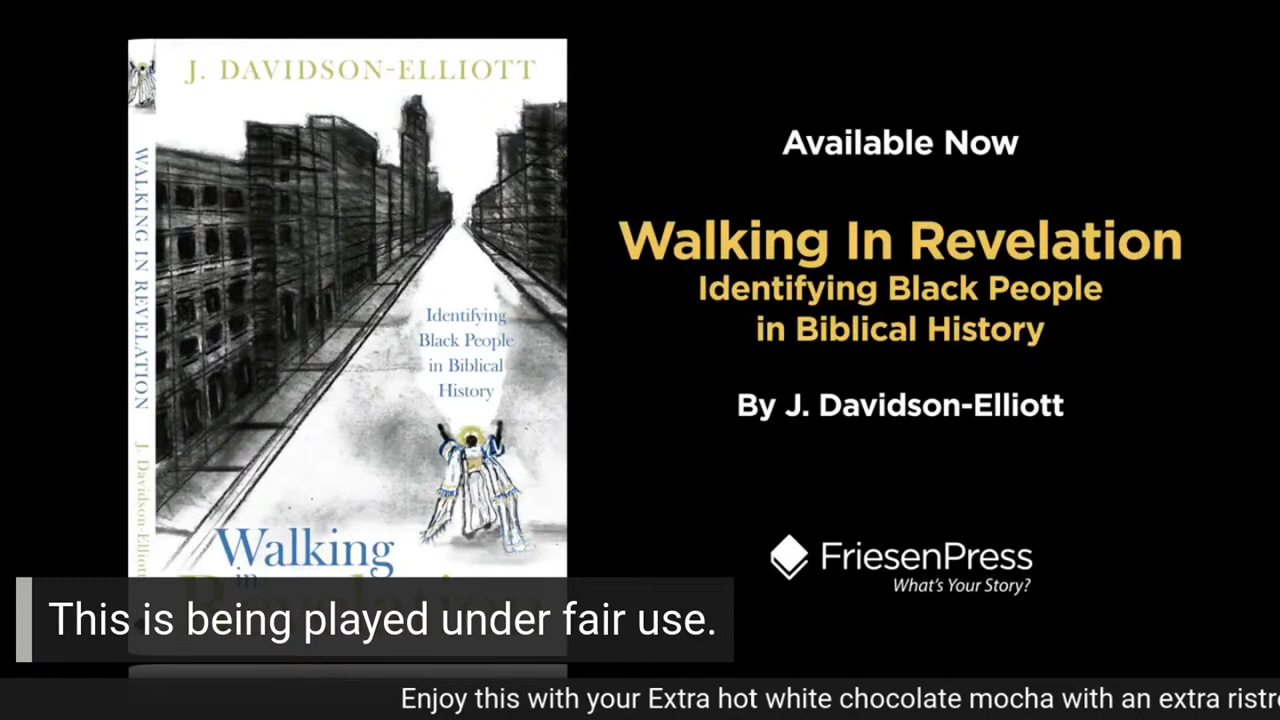 J. DAVIDSON-ELLIOTT
WALKING IN REVELATION
J. Davidson-Elliott
Identifying
Black People
in Biblical
History
Walking
in
Available Now
Walking In Revelation
Identifying Black People
in Biblical History
By J. Davidson-Elliott
FriesenPress
What's Your Story?
This is being played under fair use.
Enjoy this with your Extra hot white chocolate mocha with an extra